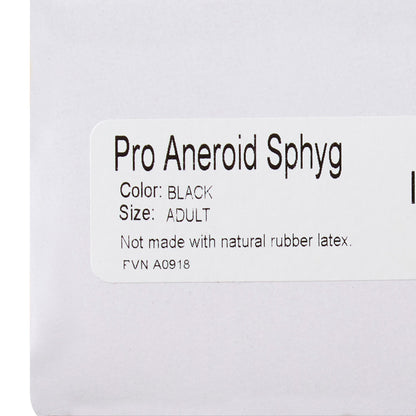 Pro Aneroid Sphyg
Color: BLACK
Size: ADULT
Not made with natural rubber latex.
FVN A0918